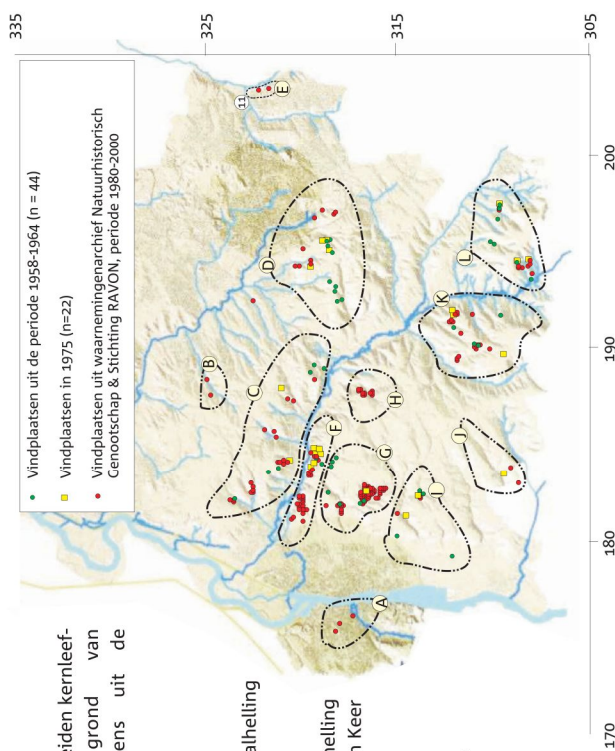 eiden kernleef-
grond van
ens uit de
alhelling
helling
n Keer
Vindplaatsen uit de periode 1958-1964 (n = 44)
Vindplaatsen in 1975 (n=22)
Vindplaatsen uit waarnemingenarchief Natuurhistorisch
Genootschap & Stichting RAVON, periode 1980-2000
335
325
315
305
170
180
190
200
A
B
C
D
E
11
F
G
H
I
J
K
L